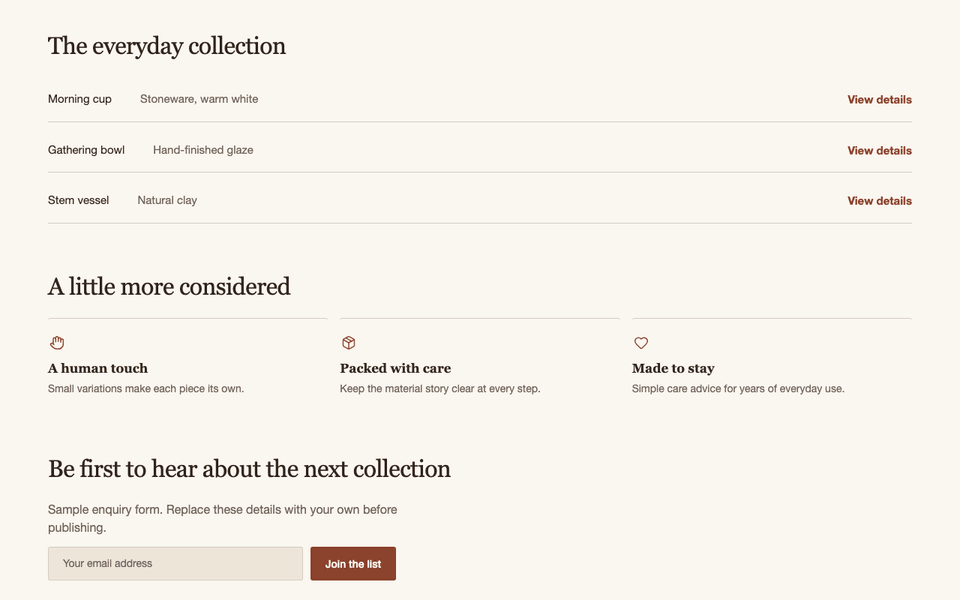 The everyday collection
Morning cup Stoneware, warm white View details
Gathering bowl Hand-finished glaze View details
Stem vessel Natural clay View details
A little more considered
A human touch
Small variations make each piece its own.
Packed with care
Keep the material story clear at every step.
Made to stay
Simple care advice for years of everyday use.
Be first to hear about the next collection
Sample enquiry form. Replace these details with your own before
publishing.
Your email address Join the list